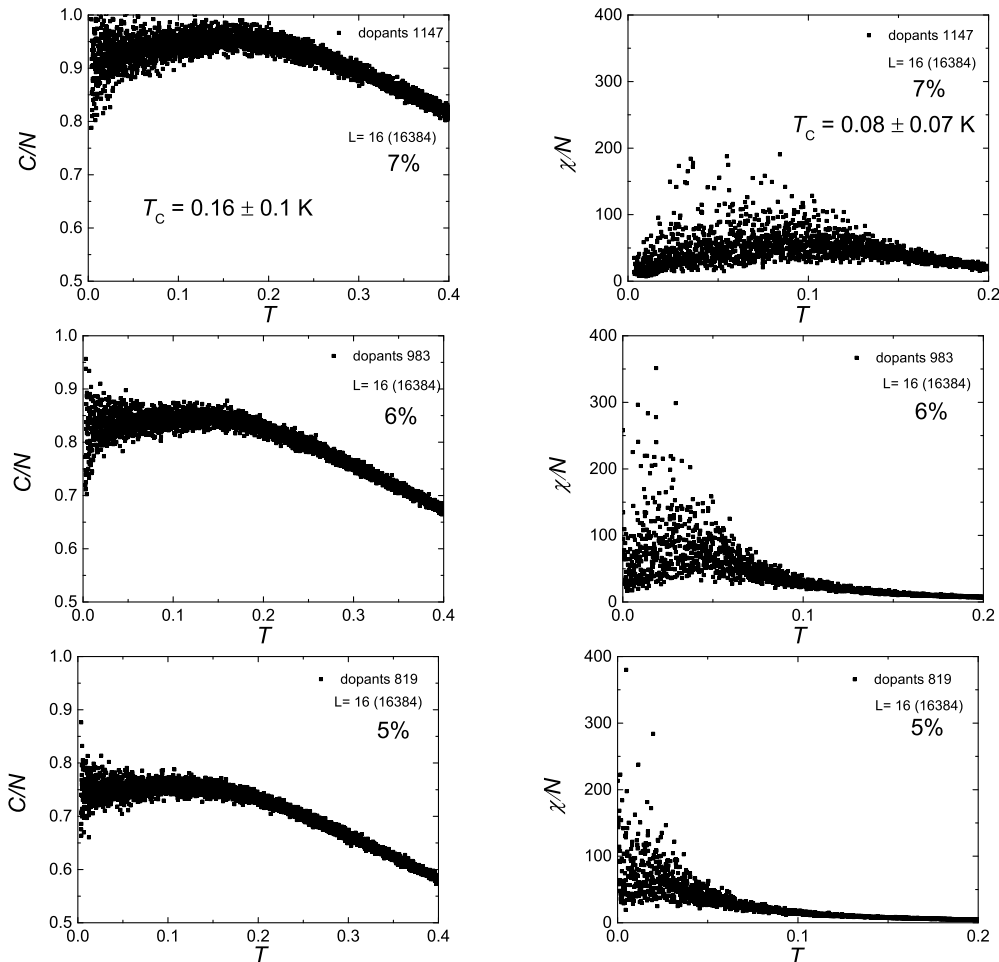 1.0
0.9
0.8
0.7
0.6
0.5
C/N
dopants 1147
L= 16 (16384)
7%
T_C = 0.16 ± 0.1 K
0.0 0.1 0.2 0.3 0.4
T
400
300
200
100
0
χ/N
dopants 1147
L= 16 (16384)
7%
T_C = 0.08 ± 0.07 K
0.0 0.1 0.2
T
1.0
0.9
0.8
0.7
0.6
0.5
C/N
dopants 983
L= 16 (16384)
6%
0.0 0.1 0.2 0.3 0.4
T
400
300
200
100
0
χ/N
dopants 983
L= 16 (16384)
6%
0.0 0.1 0.2
T
1.0
0.9
0.8
0.7
0.6
0.5
C/N
dopants 819
L= 16 (16384)
5%
0.0 0.1 0.2 0.3 0.4
T
400
300
200
100
0
χ/N
dopants 819
L= 16 (16384)
5%
0.0 0.1 0.2
T